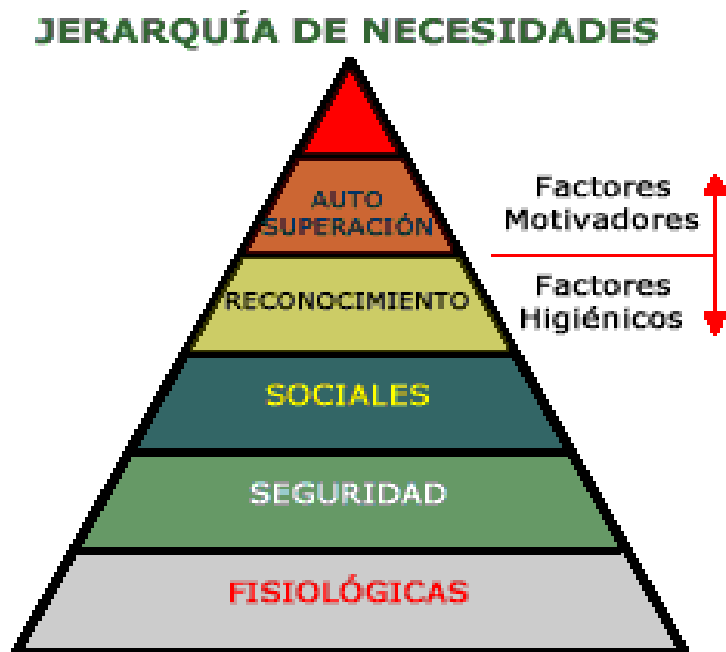 JERARQUÍA DE NECESIDADES
AUTO
SUPERACIÓN
Factores
Motivadores
RECONOCIMIENTO
Factores
Higiénicos
SOCIALES
SEGURIDAD
FISIOLÓGICAS